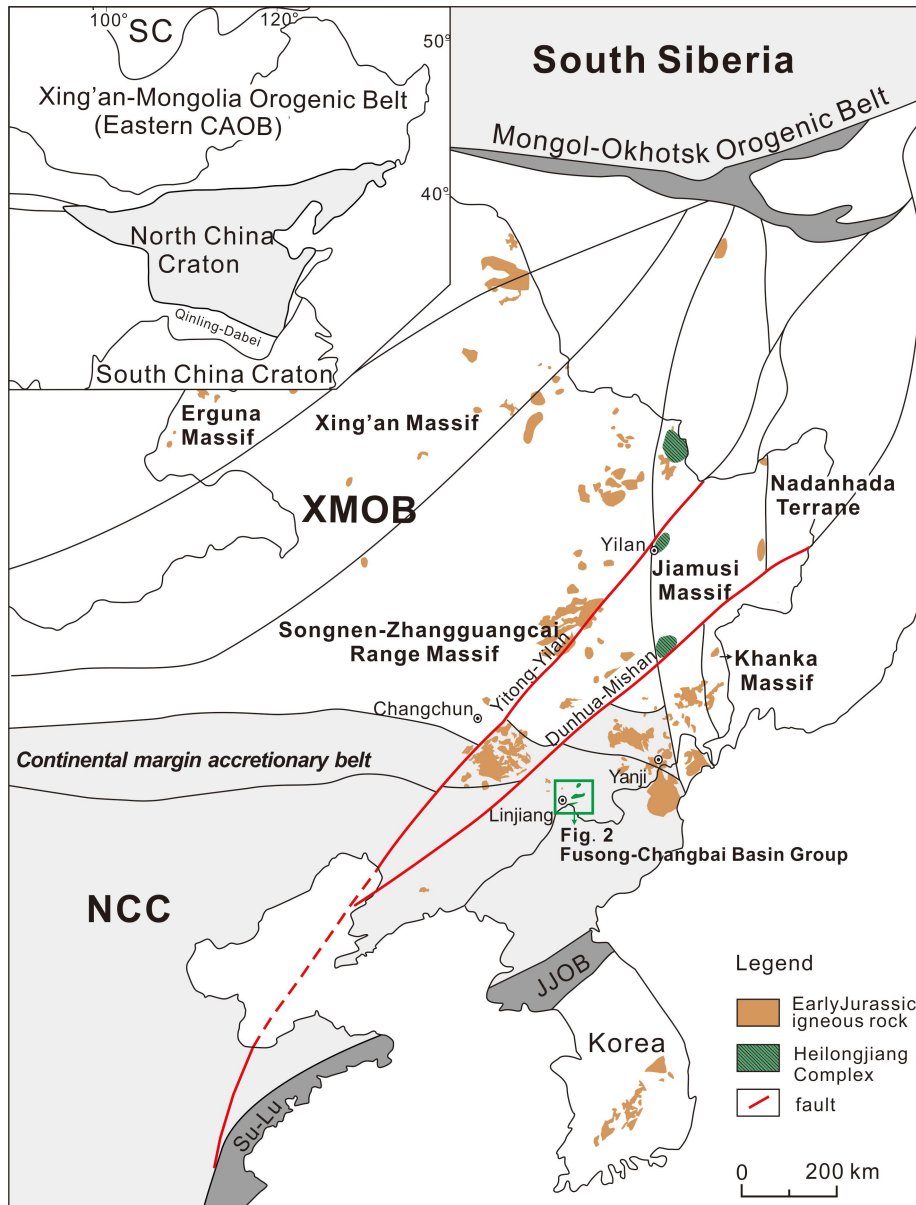 100°
120°
SC
50°
Xing'an-Mongolia Orogenic Belt
(Eastern CAOB)
40°
North China
Craton
Qinling-Dabei
South China Craton
South Siberia
Mongol-Okhotsk Orogenic Belt
Erguna
Massif
Xing'an Massif
XMOB
Nadanhada
Terrane
Yilan
Jiamusi
Massif
Songnen-Zhangguangcai
Range Massif
Yitong-Yilan
Dunhua-Mishan
Khanka
Massif
Changchun
Continental margin accretionary belt
Yanji
Linjiang
Fig. 2
Fusong-Changbai Basin Group
NCC
JJOB
Korea
Su-Lu
Legend
EarlyJurassic
igneous rock
Heilongjiang
Complex
fault
0 200 km